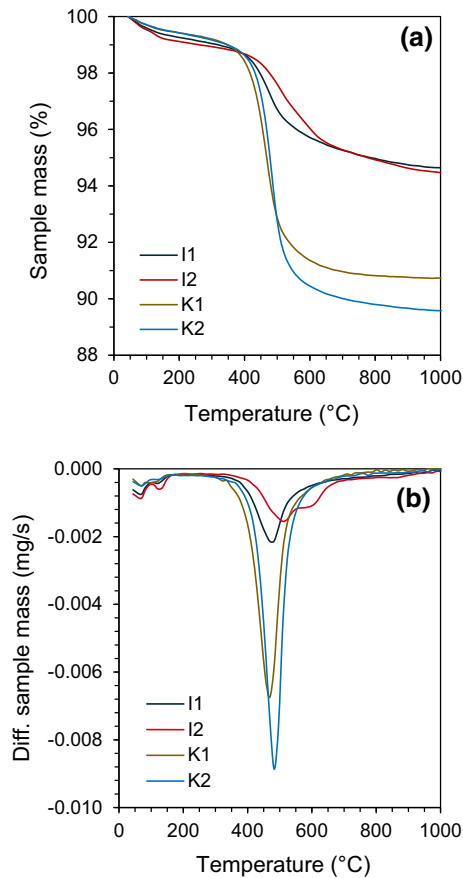 (a)
100
98
96
94
92
90
88
Sample mass (%)
I1
I2
K1
K2
0 200 400 600 800 1000
Temperature (°C)
(b)
0.000
-0.002
-0.004
-0.006
-0.008
-0.010
Diff. sample mass (mg/s)
I1
I2
K1
K2
0 200 400 600 800 1000
Temperature (°C)